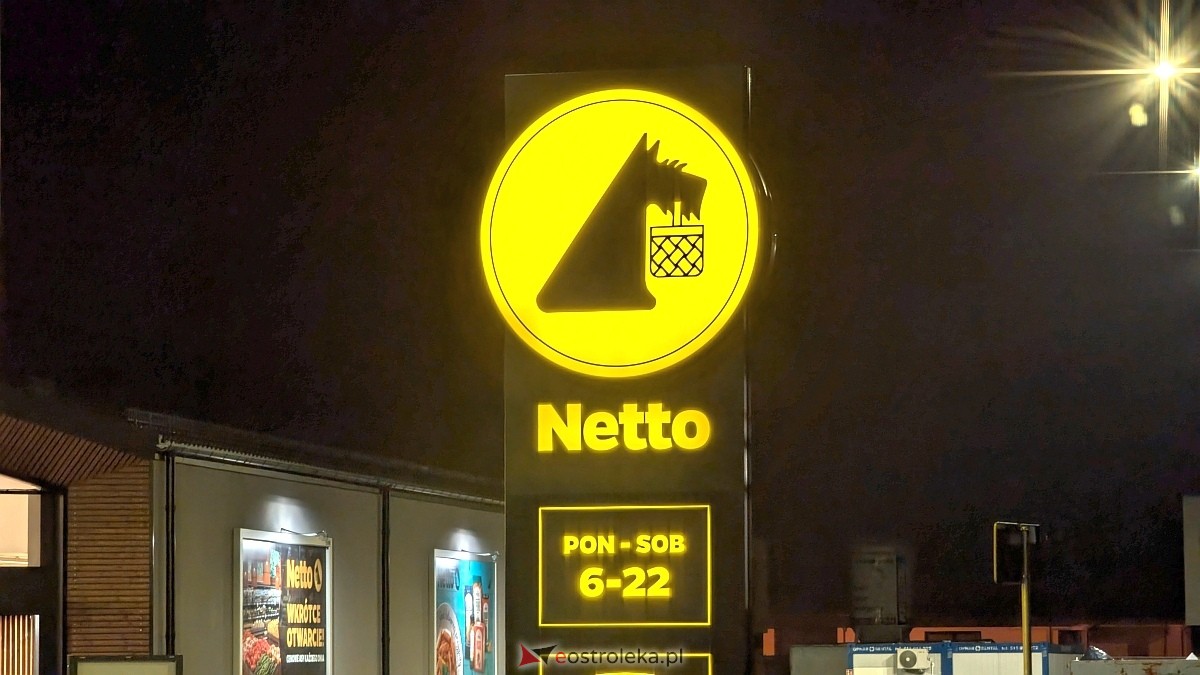 Netto
PON - SOB
6-22
Netto
WKRÓTCE
OTWARCIE!
eostroleka.pl